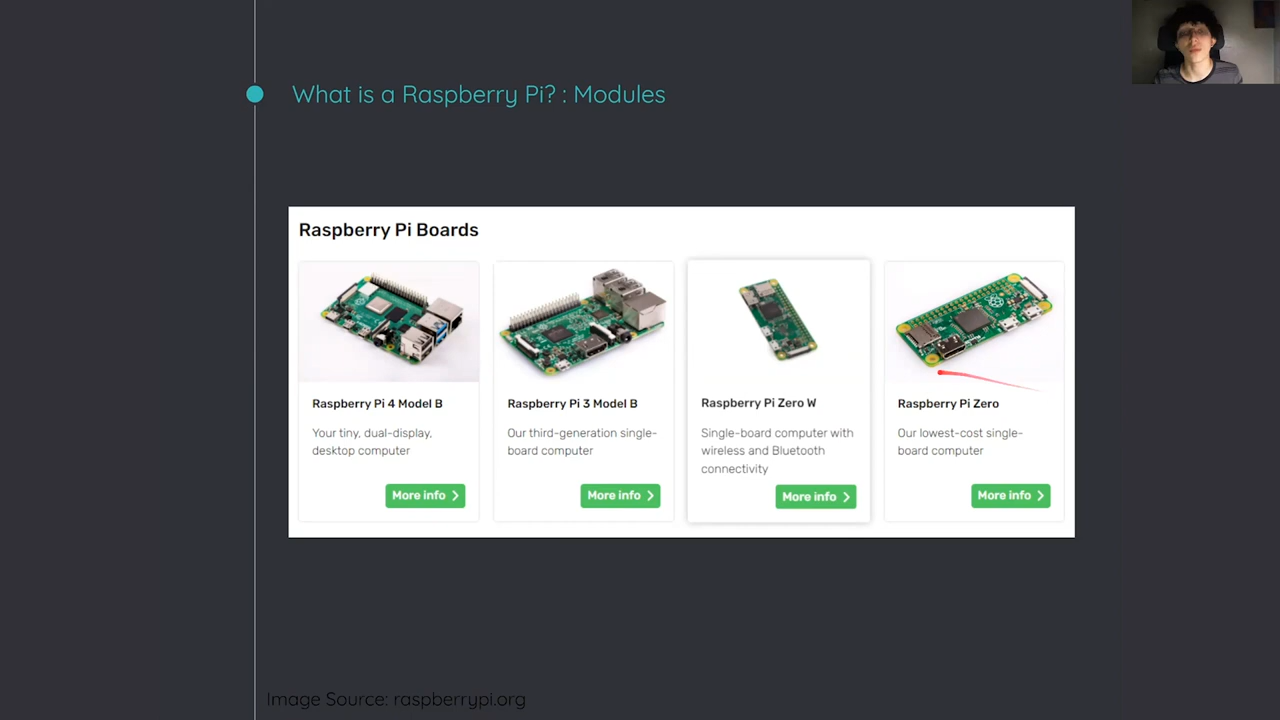 What is a Raspberry Pi? : Modules
Raspberry Pi Boards
Raspberry Pi 4 Model B
Your tiny, dual-display,
desktop computer
More info
Raspberry Pi 3 Model B
Our third-generation single-
board computer
More info
Raspberry Pi Zero W
Single-board computer with
wireless and Bluetooth
connectivity
More info
Raspberry Pi Zero
Our lowest-cost single-
board computer
More info
Image Source: raspberrypi.org